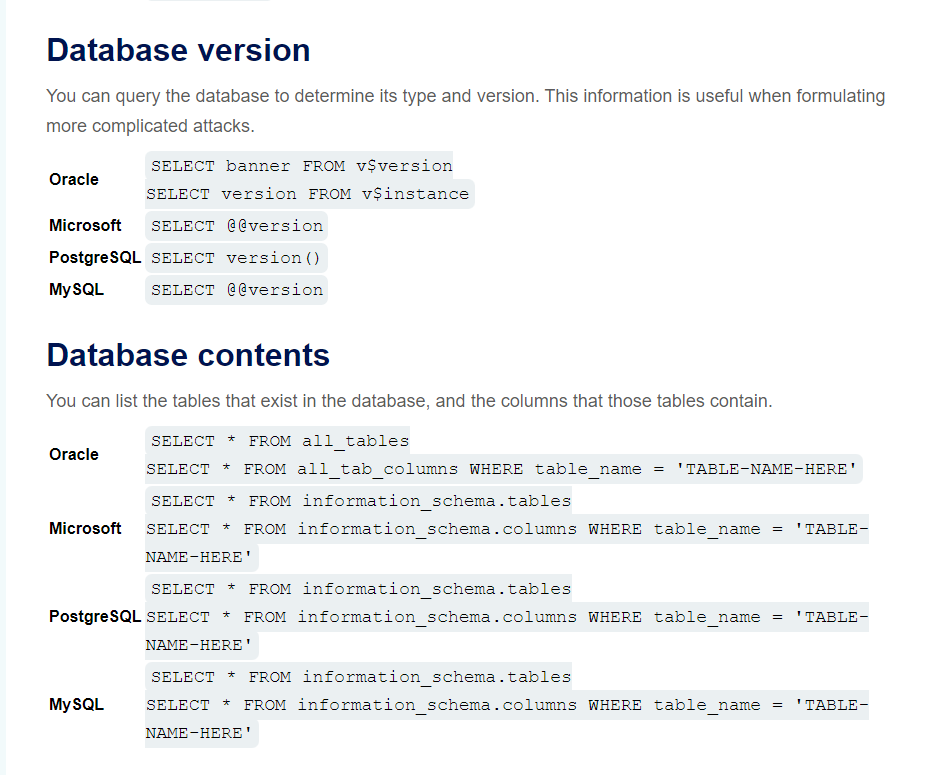 Database version
You can query the database to determine its type and version. This information is useful when formulating
more complicated attacks.
Oracle
SELECT banner FROM v$version
SELECT version FROM v$instance
Microsoft SELECT @@version
PostgreSQL SELECT version()
MySQL SELECT @@version
Database contents
You can list the tables that exist in the database, and the columns that those tables contain.
Oracle
SELECT * FROM all_tables
SELECT * FROM all_tab_columns WHERE table_name = 'TABLE-NAME-HERE'
Microsoft
SELECT * FROM information_schema.tables
SELECT * FROM information_schema.columns WHERE table_name = 'TABLE-
NAME-HERE'
PostgreSQL
SELECT * FROM information_schema.tables
SELECT * FROM information_schema.columns WHERE table_name = 'TABLE-
NAME-HERE'
MySQL
SELECT * FROM information_schema.tables
SELECT * FROM information_schema.columns WHERE table_name = 'TABLE-
NAME-HERE'